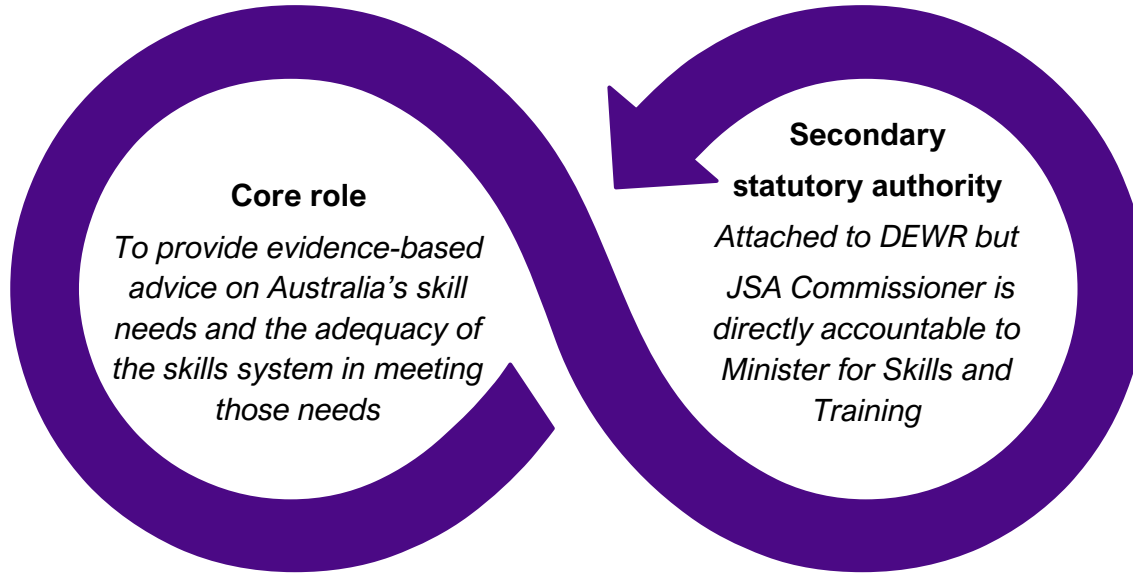 Core role
To provide evidence-based
advice on Australia’s skill
needs and the adequacy of
the skills system in meeting
those needs
Secondary
statutory authority
Attached to DEWR but
JSA Commissioner is
directly accountable to
Minister for Skills and
Training